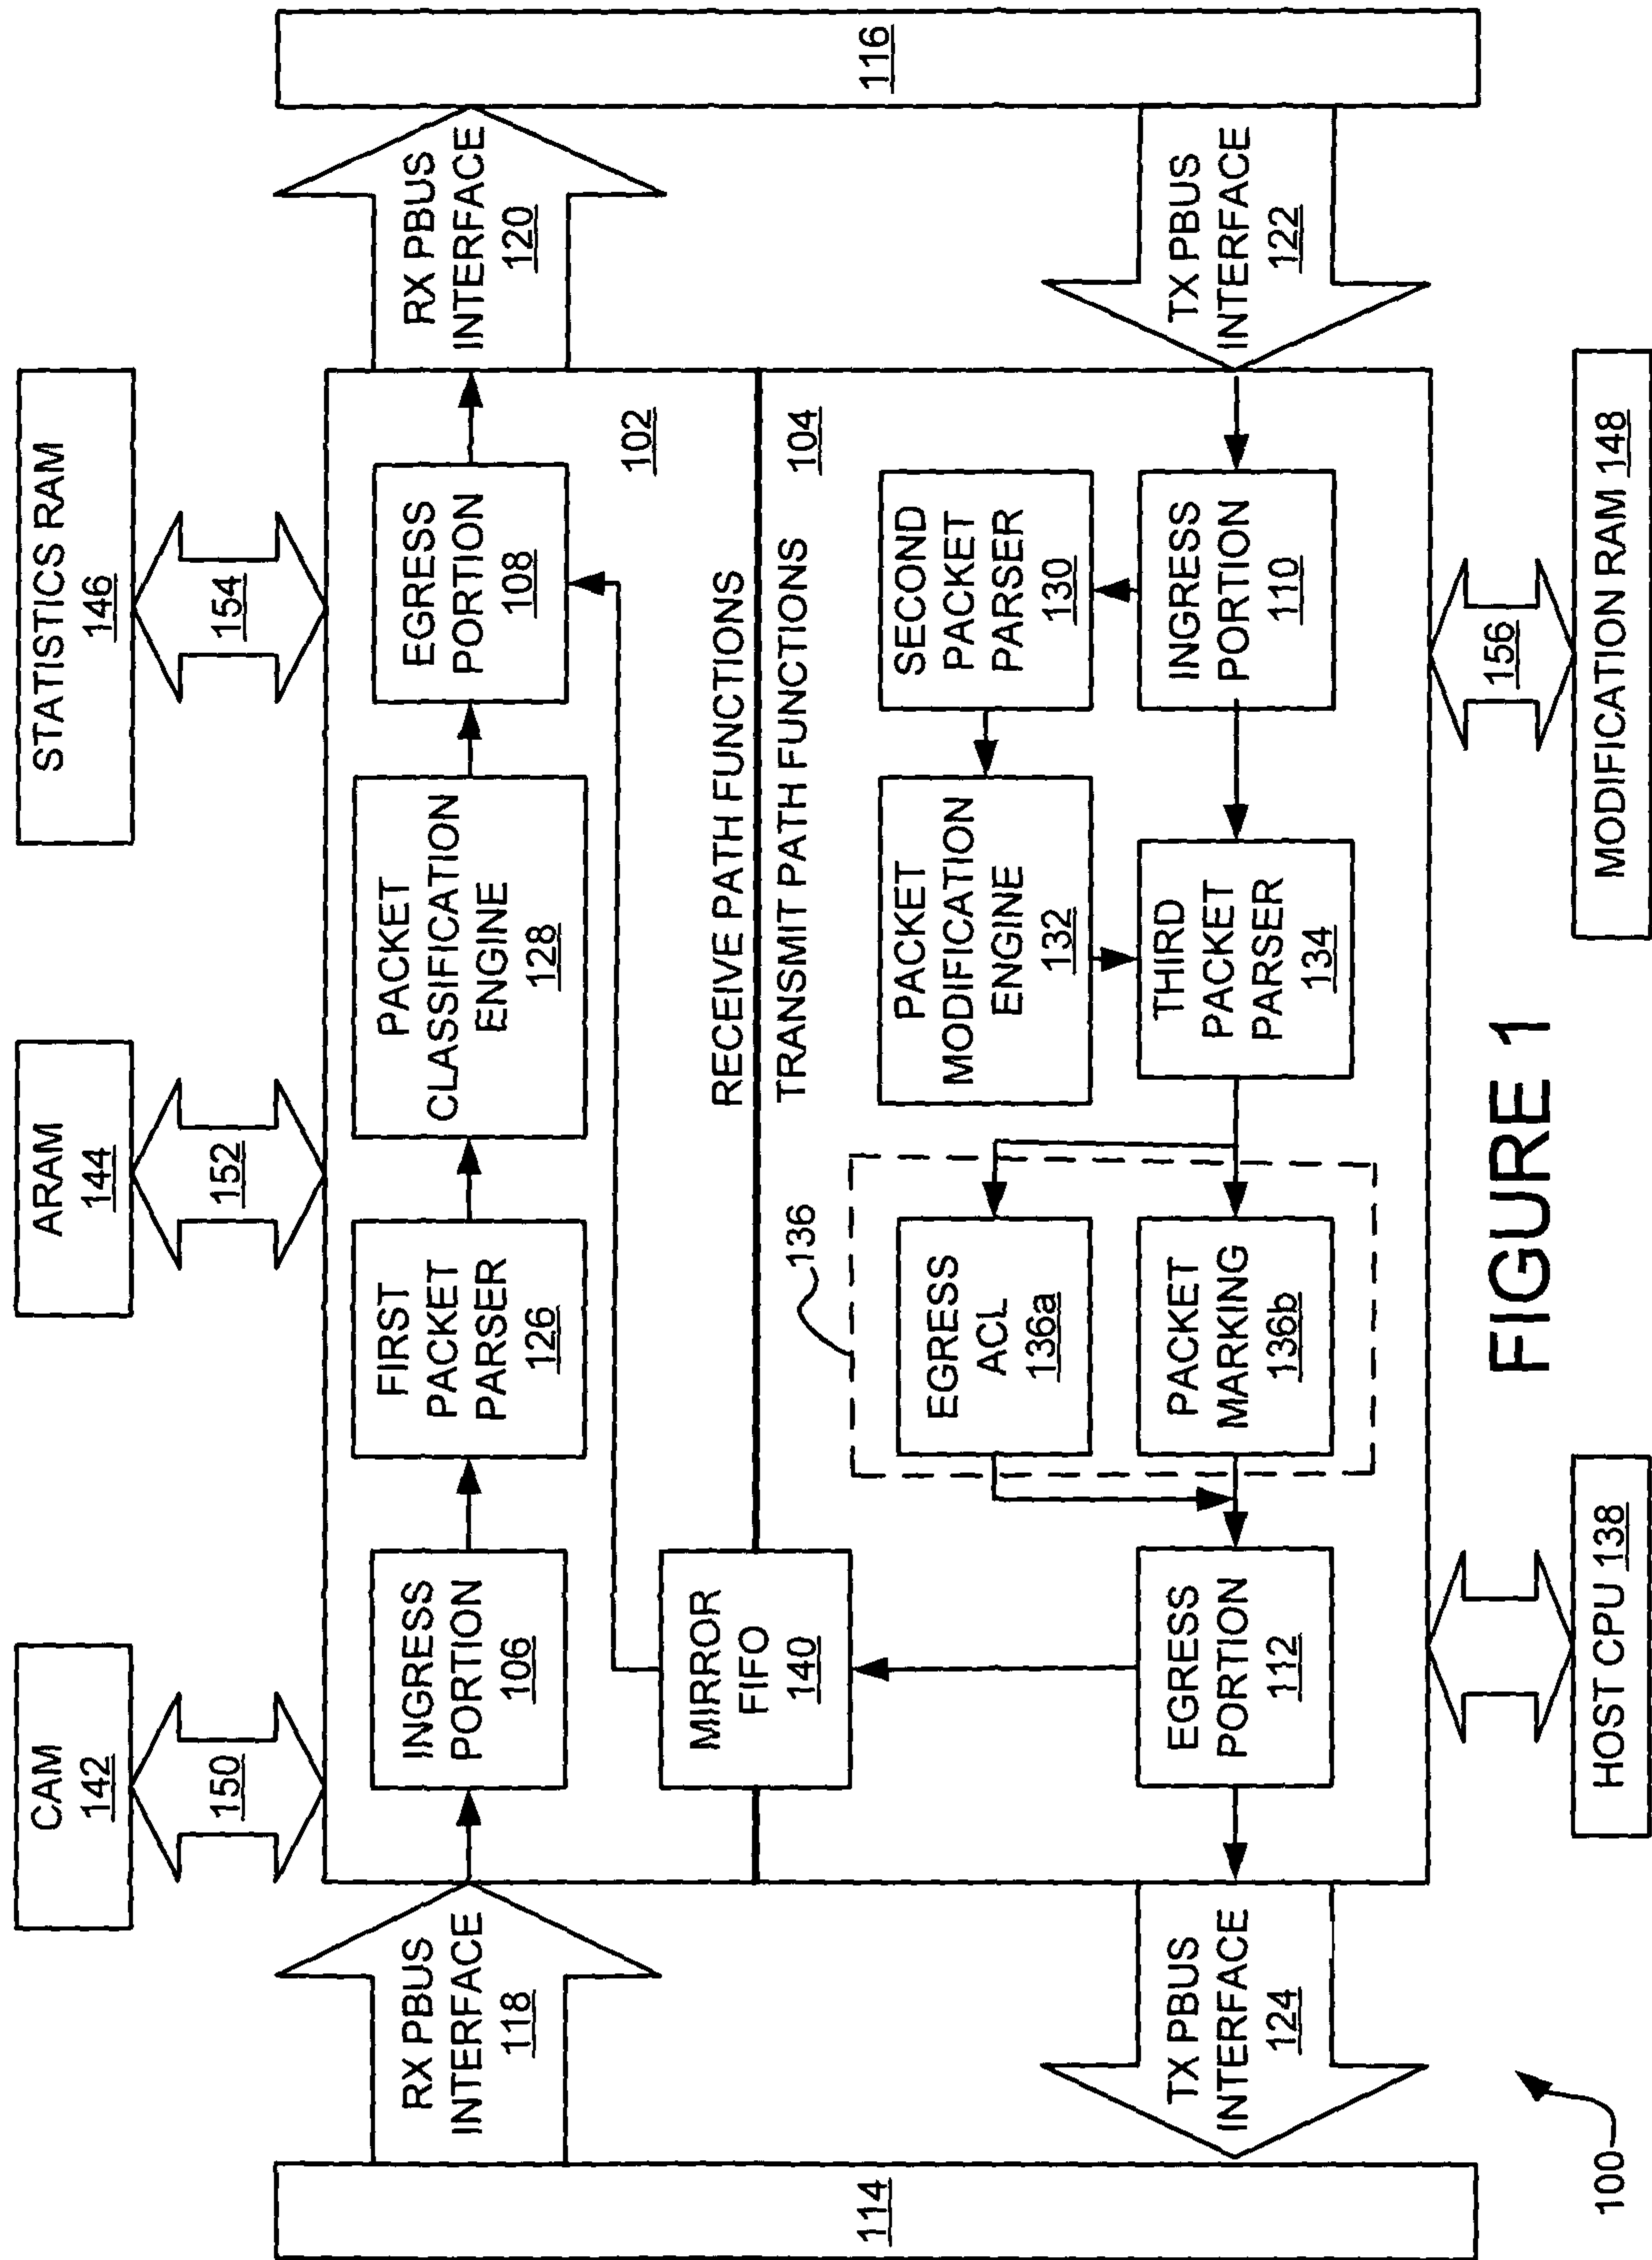 CAM
142
ARAM
144
STATISTICS RAM
146
150
152
154
114
RX PBUS
INTERFACE
118
INGRESS
PORTION
106
FIRST
PACKET
PARSER
126
PACKET
CLASSIFICATION
ENGINE
128
EGRESS
PORTION
108
RX PBUS
INTERFACE
120
116
102
RECEIVE PATH FUNCTIONS
TRANSMIT PATH FUNCTIONS
104
MIRROR
FIFO
140
136
EGRESS
ACL
136a
PACKET
MARKING
136b
PACKET
MODIFICATION
ENGINE
132
SECOND
PACKET
PARSER
130
TX PBUS
INTERFACE
124
EGRESS
PORTION
112
THIRD
PACKET
PARSER
134
INGRESS
PORTION
110
TX PBUS
INTERFACE
122
156
HOST CPU 138
MODIFICATION RAM 148
100
FIGURE 1